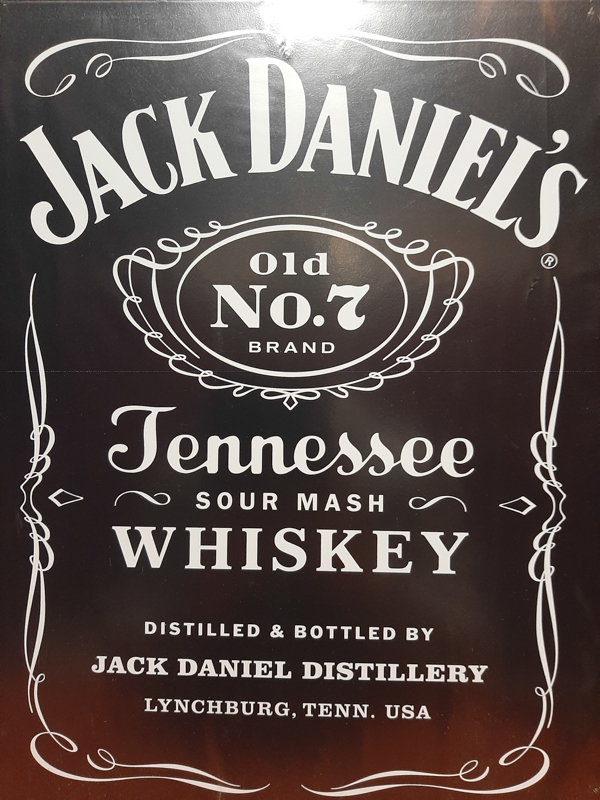 JACK DANIEL'S
®
Old
No.7
BRAND
Tennessee
SOUR MASH
WHISKEY
DISTILLED & BOTTLED BY
JACK DANIEL DISTILLERY
LYNCHBURG, TENN. USA